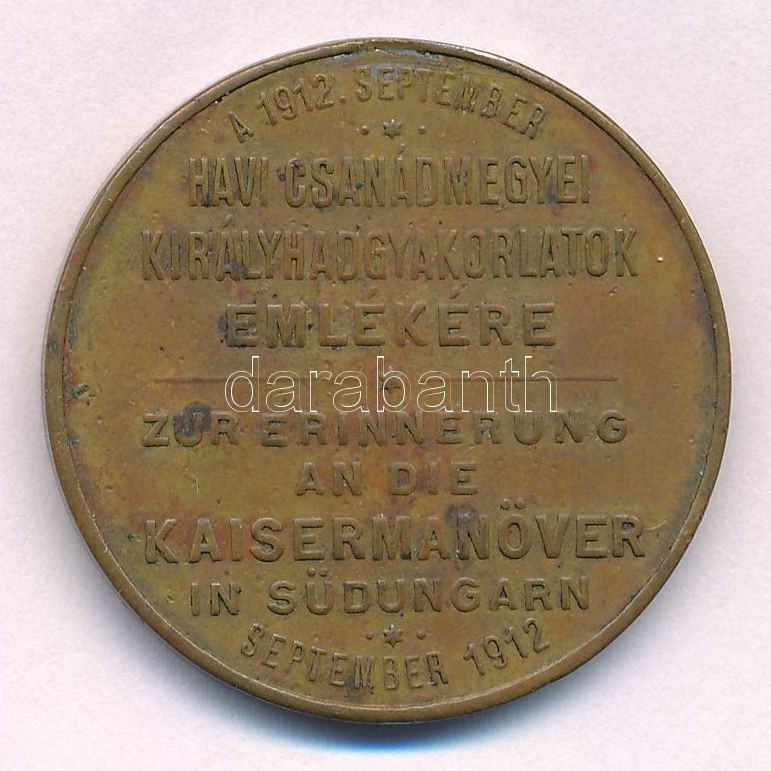 A 1912. SEPTEMBER
HAVI CSANÁDMEGYEI
KIRÁLYHADGYAKORLATOK
EMLÉKÉRE
darabanth
ZUR ERINNERUNG
AN DIE
KAISERMANÖVER
IN SÜDUNGARN
SEPTEMBER 1912